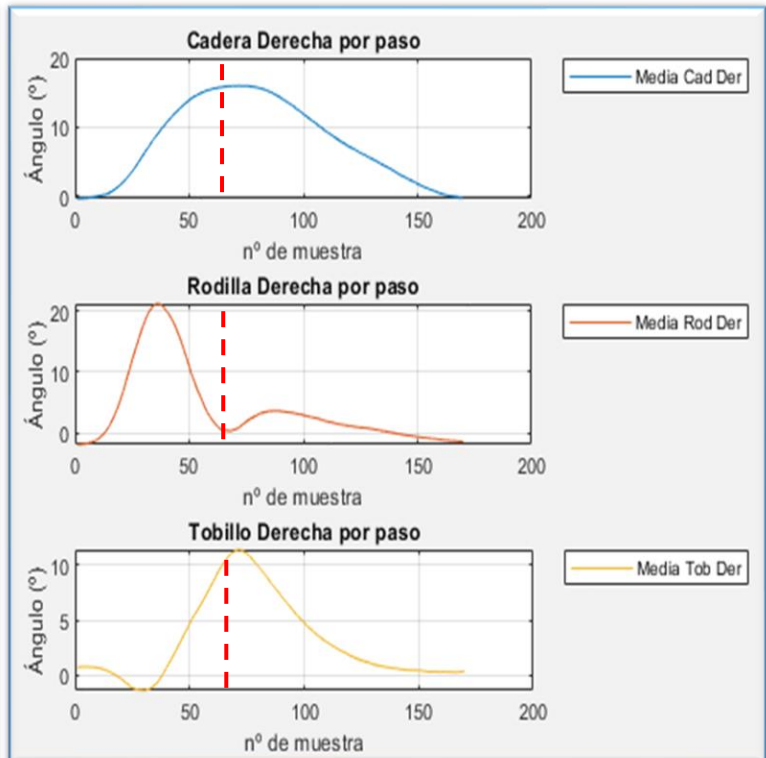 Cadera Derecha por paso
20
10
0
Ángulo (º)
0 50 100 150 200
nº de muestra
Media Cad Der
Rodilla Derecha por paso
20
10
0
Ángulo (º)
0 50 100 150 200
nº de muestra
Media Rod Der
Tobillo Derecha por paso
10
5
0
Ángulo (º)
0 50 100 150 200
nº de muestra
Media Tob Der